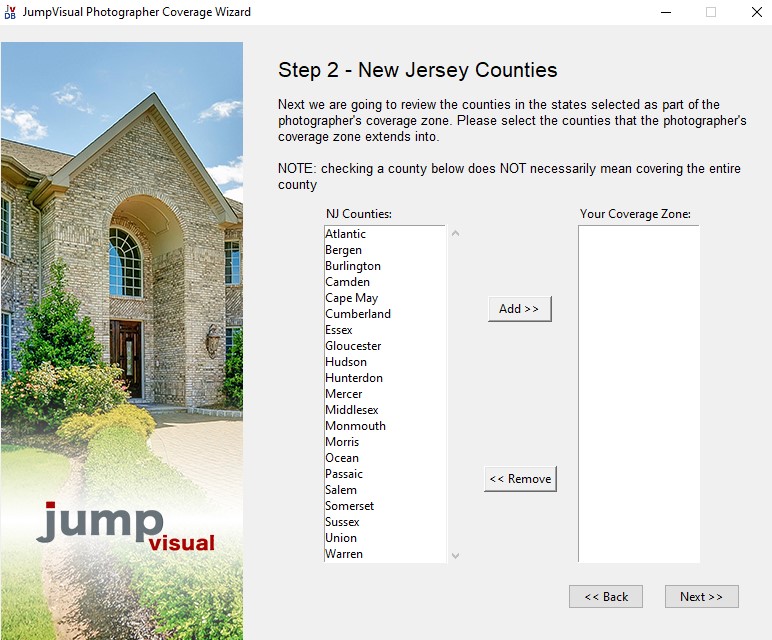 JV
DB
JumpVisual Photographer Coverage Wizard
Step 2 - New Jersey Counties
Next we are going to review the counties in the states selected as part of the
photographer's coverage zone. Please select the counties that the photographer's
coverage zone extends into.
NOTE: checking a county below does NOT necessarily mean covering the entire
county
NJ Counties:
Your Coverage Zone:
Atlantic
Bergen
Burlington
Camden
Cape May
Cumberland
Essex
Gloucester
Hudson
Hunterdon
Mercer
Middlesex
Monmouth
Morris
Ocean
Passaic
Salem
Somerset
Sussex
Union
Warren
Add >>
<< Remove
jump
visual
<< Back
Next >>